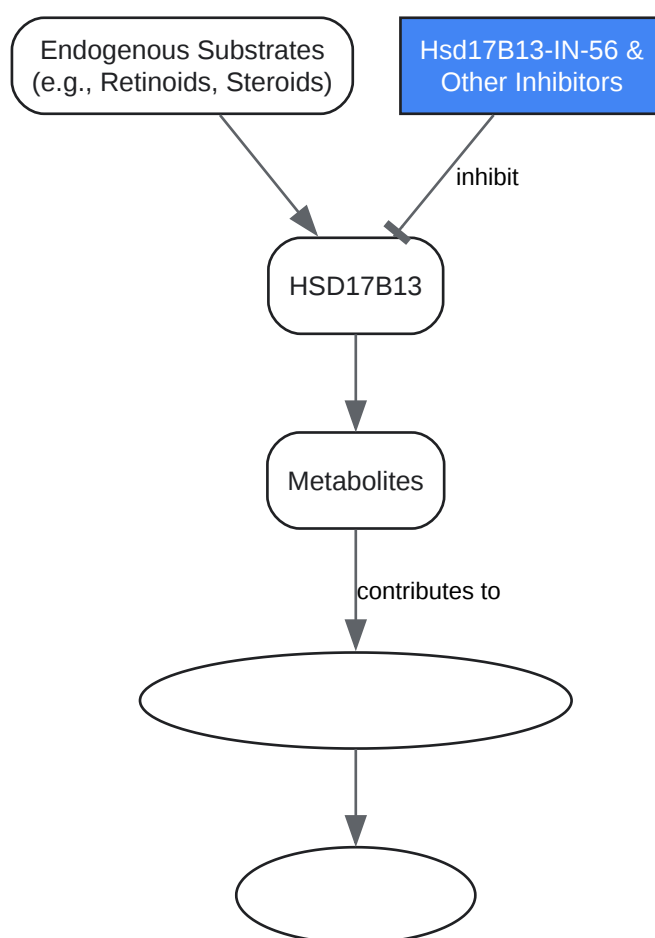 Endogenous Substrates
(e.g., Retinoids, Steroids)
Hsd17B13-IN-56 &
Other Inhibitors
inhibit
HSD17B13
Metabolites
contributes to